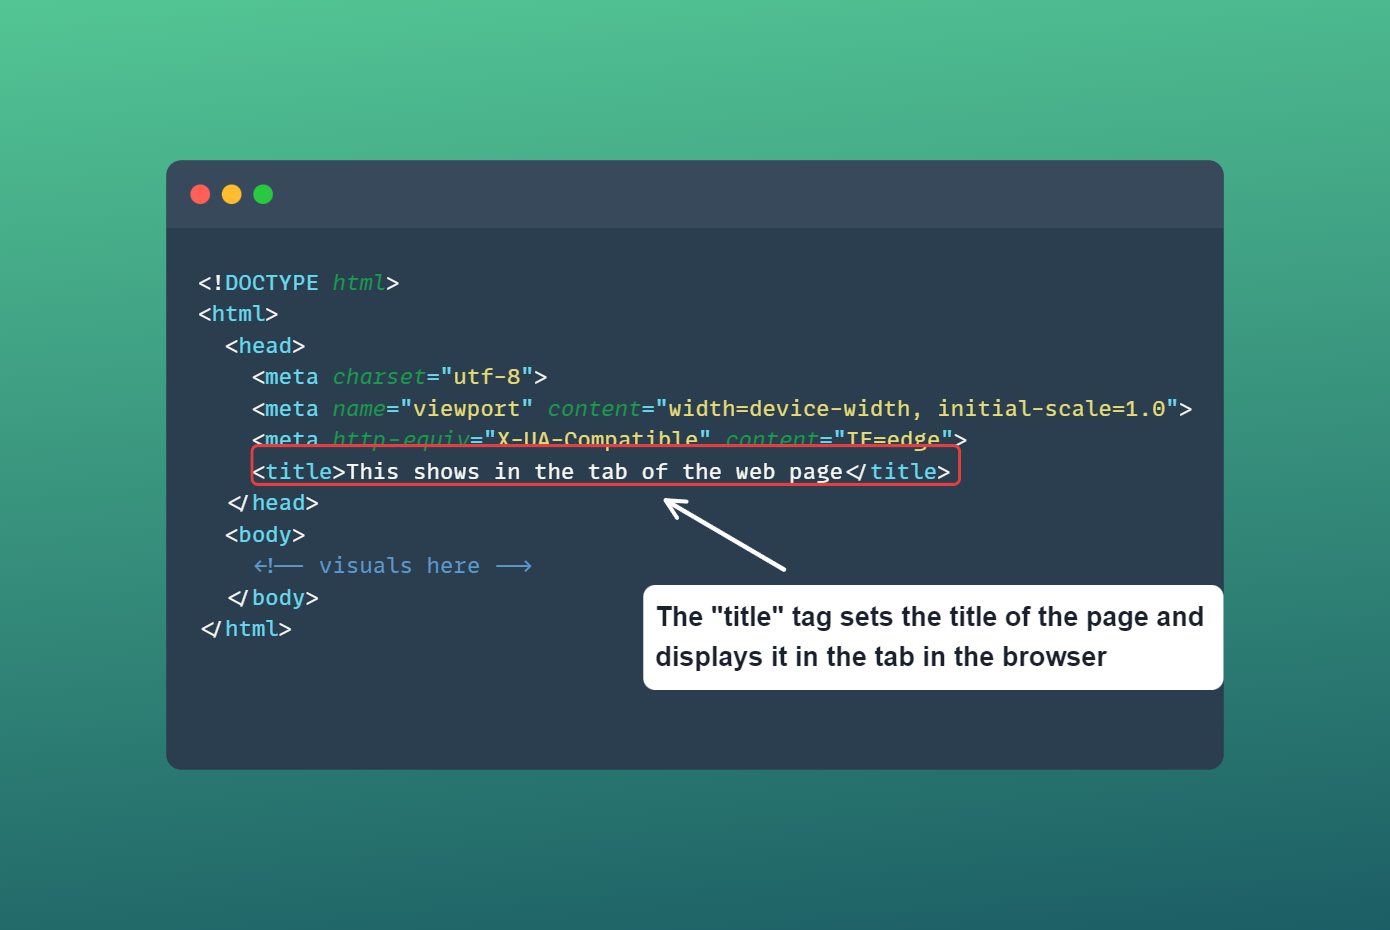 <!DOCTYPE html>
<html>
<head>
<meta charset="utf-8">
<meta name="viewport" content="width=device-width, initial-scale=1.0">
<meta http-equiv="X-UA-Compatible" content="IE=edge">
<title>This shows in the tab of the web page</title>
</head>
<body>
<!-- visuals here -->
</body>
</html>
The "title" tag sets the title of the page and
displays it in the tab in the browser